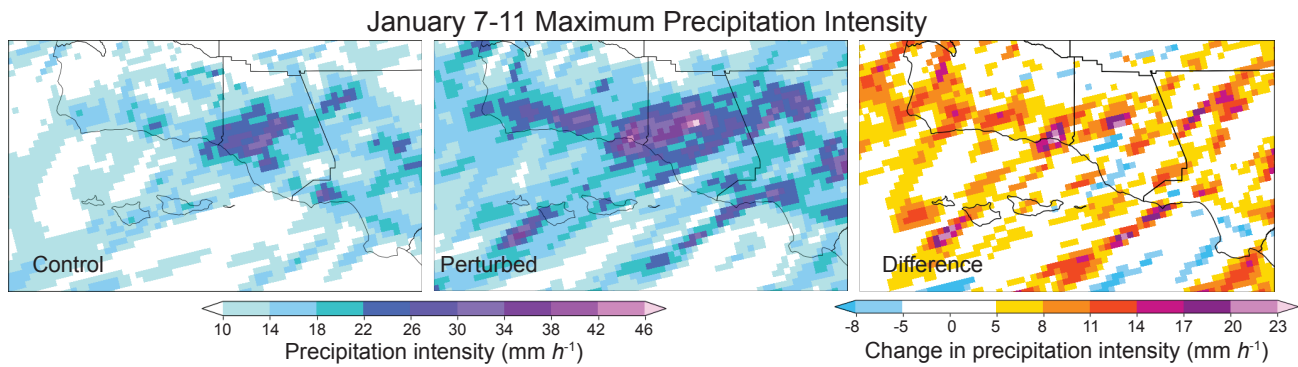 January 7-11 Maximum Precipitation Intensity
Control
Perturbed
Difference
10 14 18 22 26 30 34 38 42 46
Precipitation intensity (mm h⁻¹)
-8 -5 0 5 8 11 14 17 20 23
Change in precipitation intensity (mm h⁻¹)